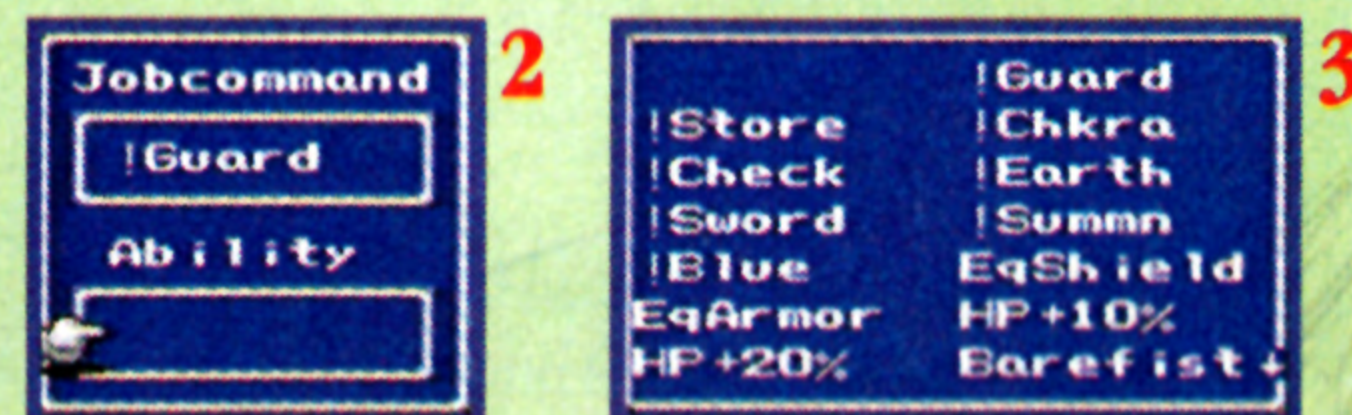 Jobcommand
!Guard
Ability
2
!Guard
!Store !Chkra
!Check !Earth
!Sword !Summn
!Blue EqShield
EqArmor HP+10%
HP+20% Barefist↓
3